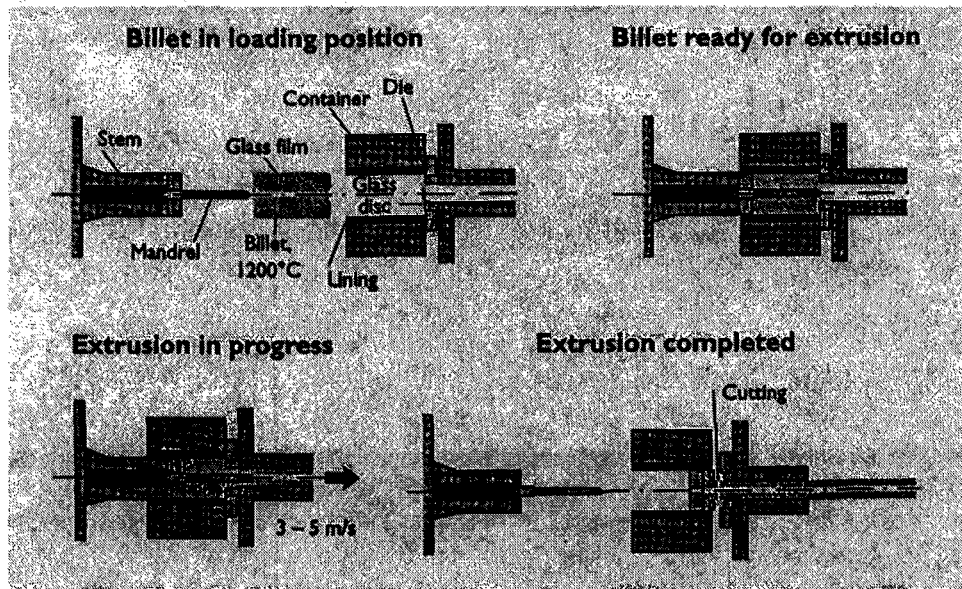 Billet in loading position
Billet ready for extrusion
Die
Container
Stem
Glass film
Glass
disc
Mandrel
Billet,
1200°C
Lining
Extrusion in progress
Extrusion completed
Cutting
3 – 5 m/s